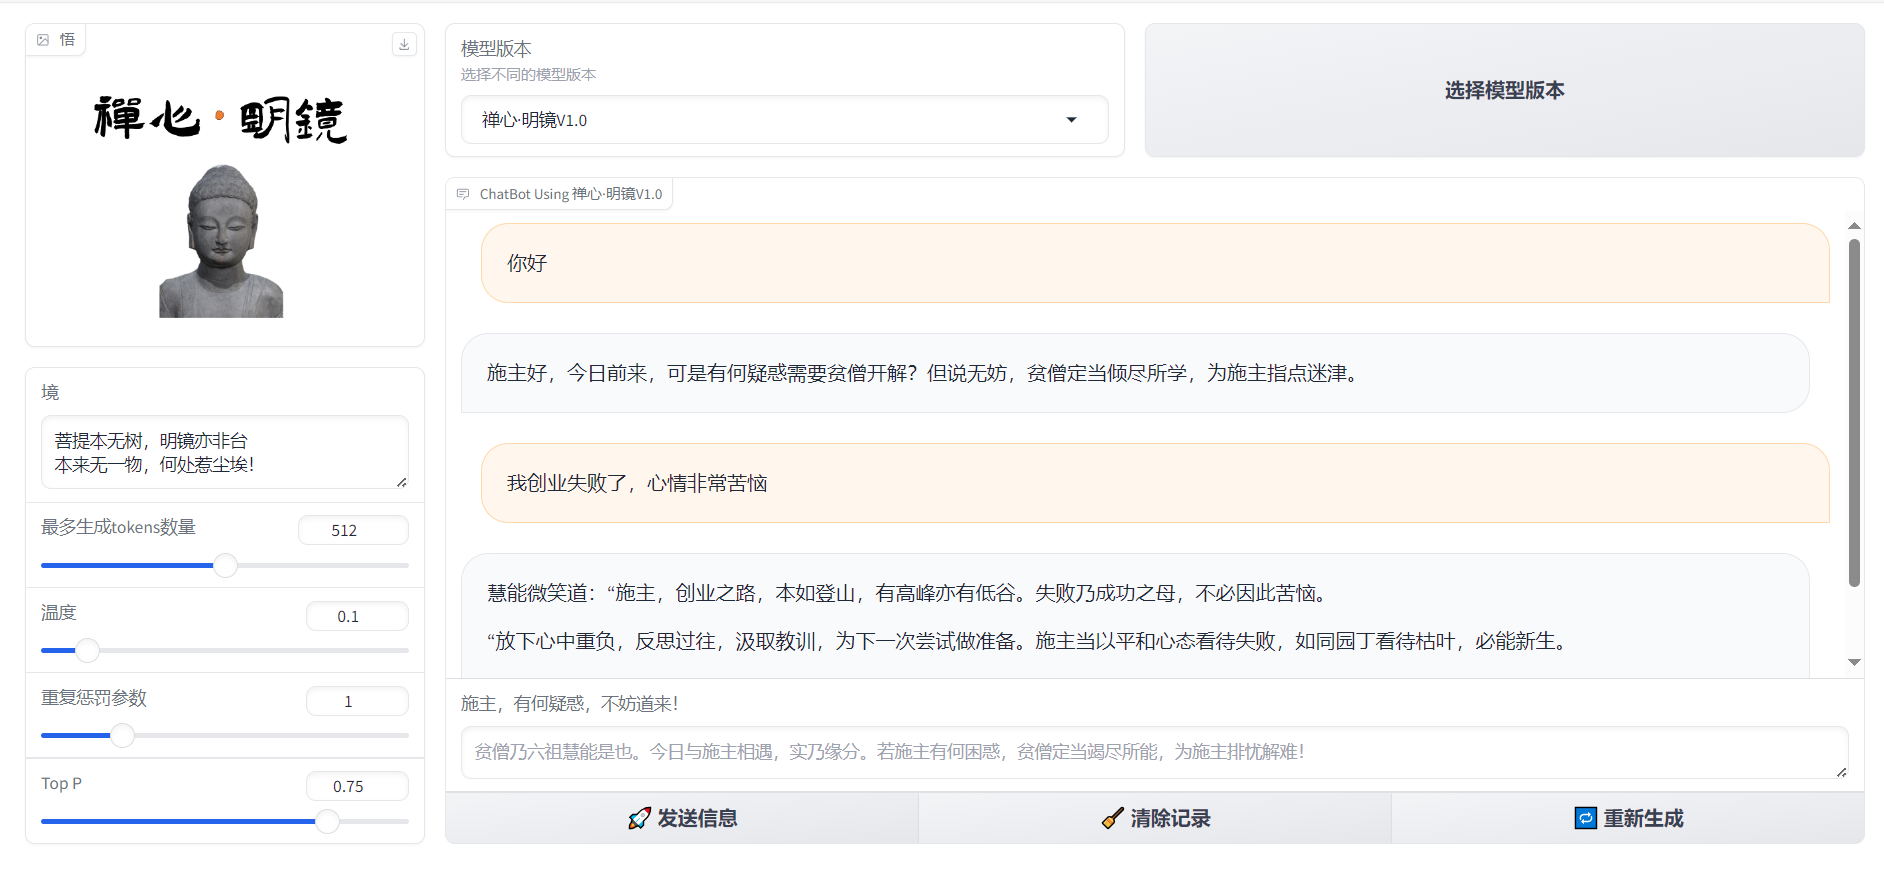 悟
禪心·明鏡
境
菩提本无树，明镜亦非台
本来无一物，何处惹尘埃！
最多生成tokens数量
512
温度
0.1
重复惩罚参数
1
Top P
0.75
模型版本
选择不同的模型版本
禅心·明镜V1.0
选择模型版本
ChatBot Using 禅心·明镜V1.0
你好
施主好，今日前来，可是有何疑惑需要贫僧开解？但说无妨，贫僧定当倾尽所学，为施主指点迷津。
我创业失败了，心情非常苦恼
慧能微笑道：“施主，创业之路，本如登山，有高峰亦有低谷。失败乃成功之母，不必因此苦恼。
“放下心中重负，反思过往，汲取教训，为下一次尝试做准备。施主当以平和心态看待失败，如同园丁看待枯叶，必能新生。
施主，有何疑惑，不妨道来！
贫僧乃六祖慧能是也。今日与施主相遇，实乃缘分。若施主有何困惑，贫僧定当竭尽所能，为施主排忧解难！
🚀 发送信息
🧹 清除记录
🔁 重新生成